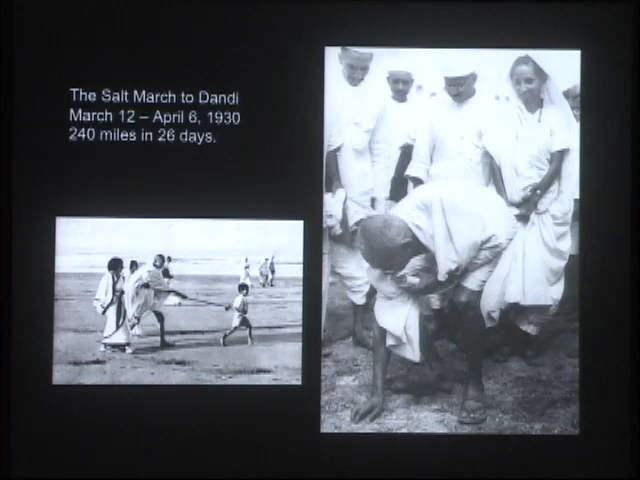 The Salt March to Dandi
March 12 – April 6, 1930
240 miles in 26 days.